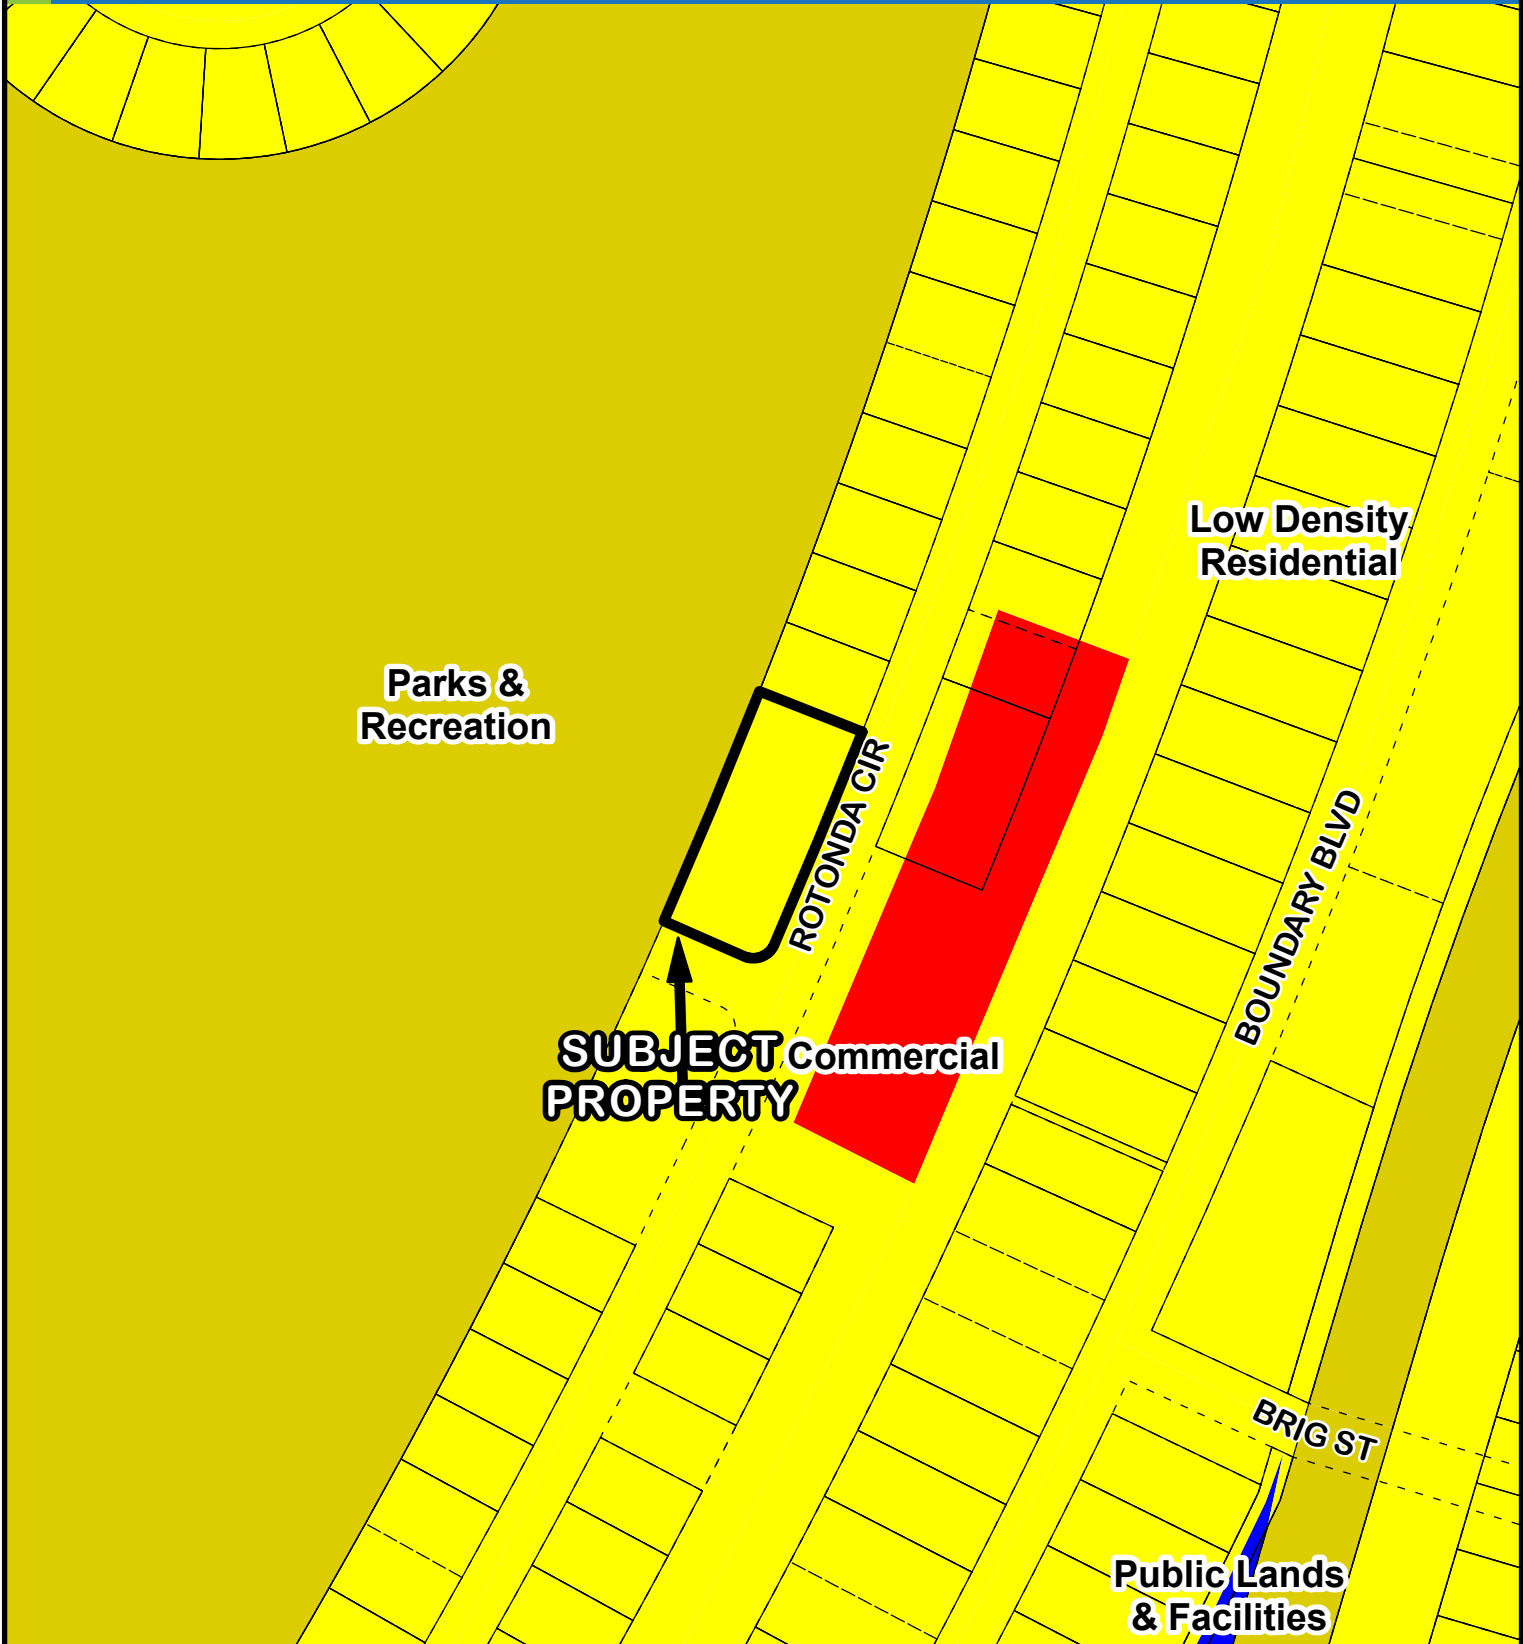 Low Density
Residential
Parks &
Recreation
ROTONDA CIR
BOUNDARY BLVD
SUBJECT
PROPERTY
Commercial
BRIG ST
Public Lands
& Facilities